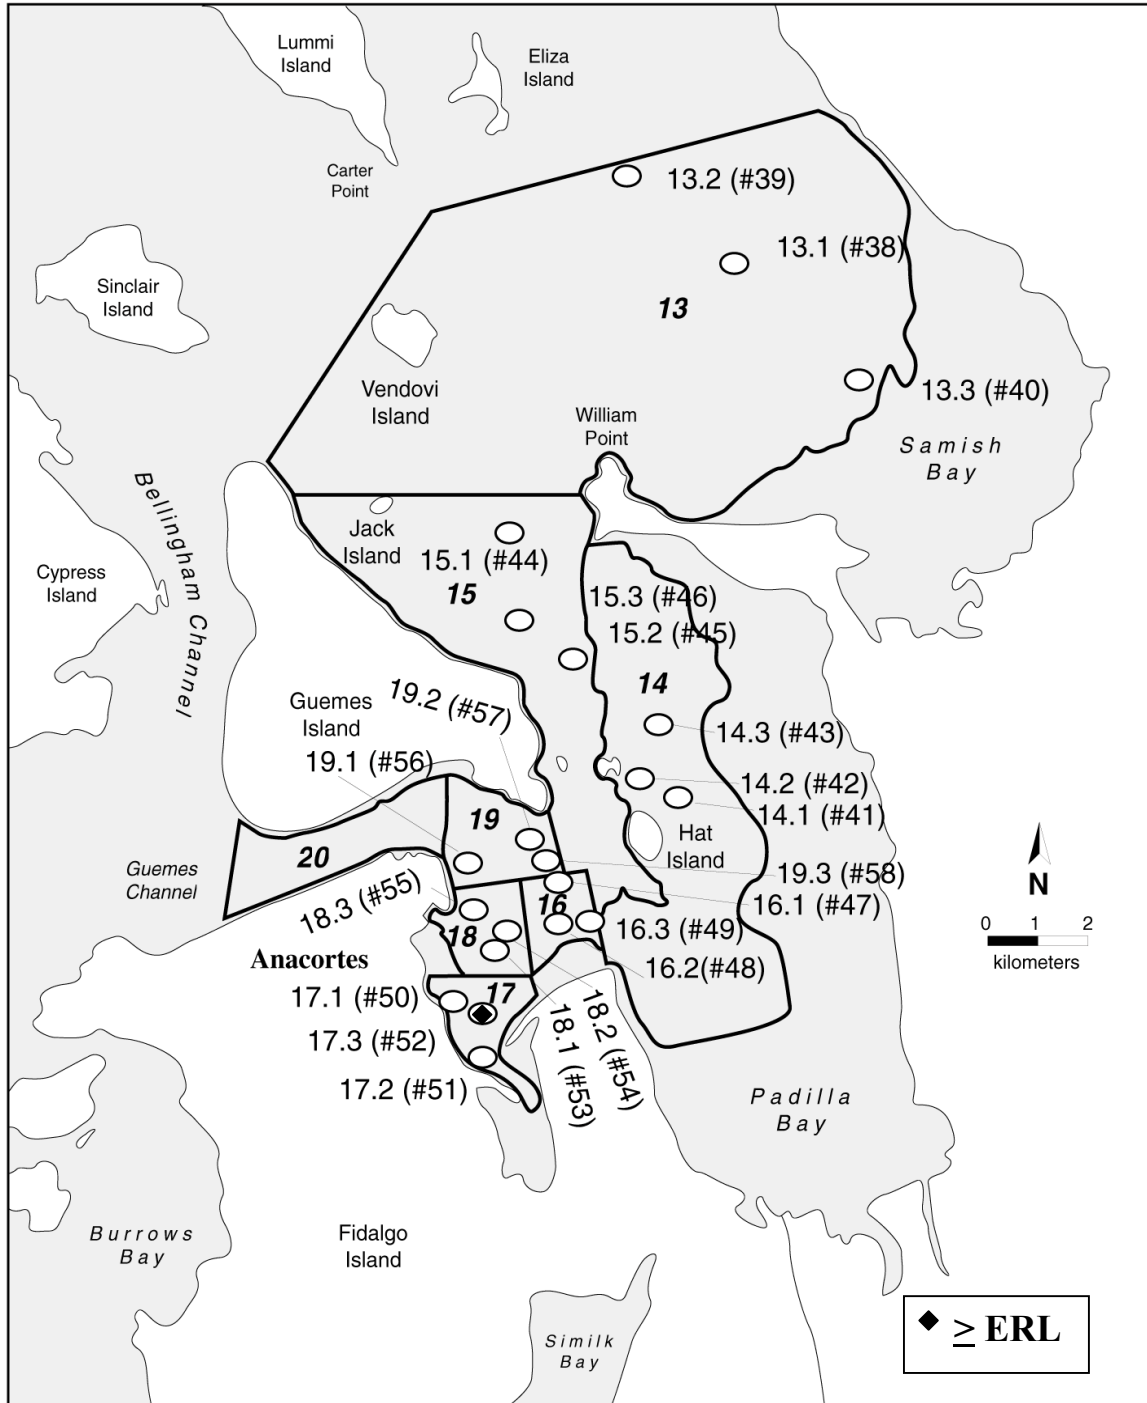 Lummi
Island
Eliza
Island
Carter
Point
13.2 (#39)
13.1 (#38)
Sinclair
Island
13
Vendovi
Island
13.3 (#40)
William
Point
Samish
Bay
Bellingham Channel
Jack
Island
15.1 (#44)
15
Cypress
Island
15.3 (#46)
15.2 (#45)
14
19.2 (#57)
Guemes
Island
14.3 (#43)
19.1 (#56)
14.2 (#42)
14.1 (#41)
19
Hat
Island
20
Guemes
Channel
19.3 (#58)
N
18.3 (#55)
16
16.1 (#47)
0 1 2
kilometers
16.3 (#49)
18
16.2(#48)
Anacortes
17
17.1 (#50)
17.3 (#52)
18.2 (#54)
18.1 (#53)
17.2 (#51)
Padilla
Bay
Burrows
Bay
Fidalgo
Island
≥ ERL
Similk
Bay